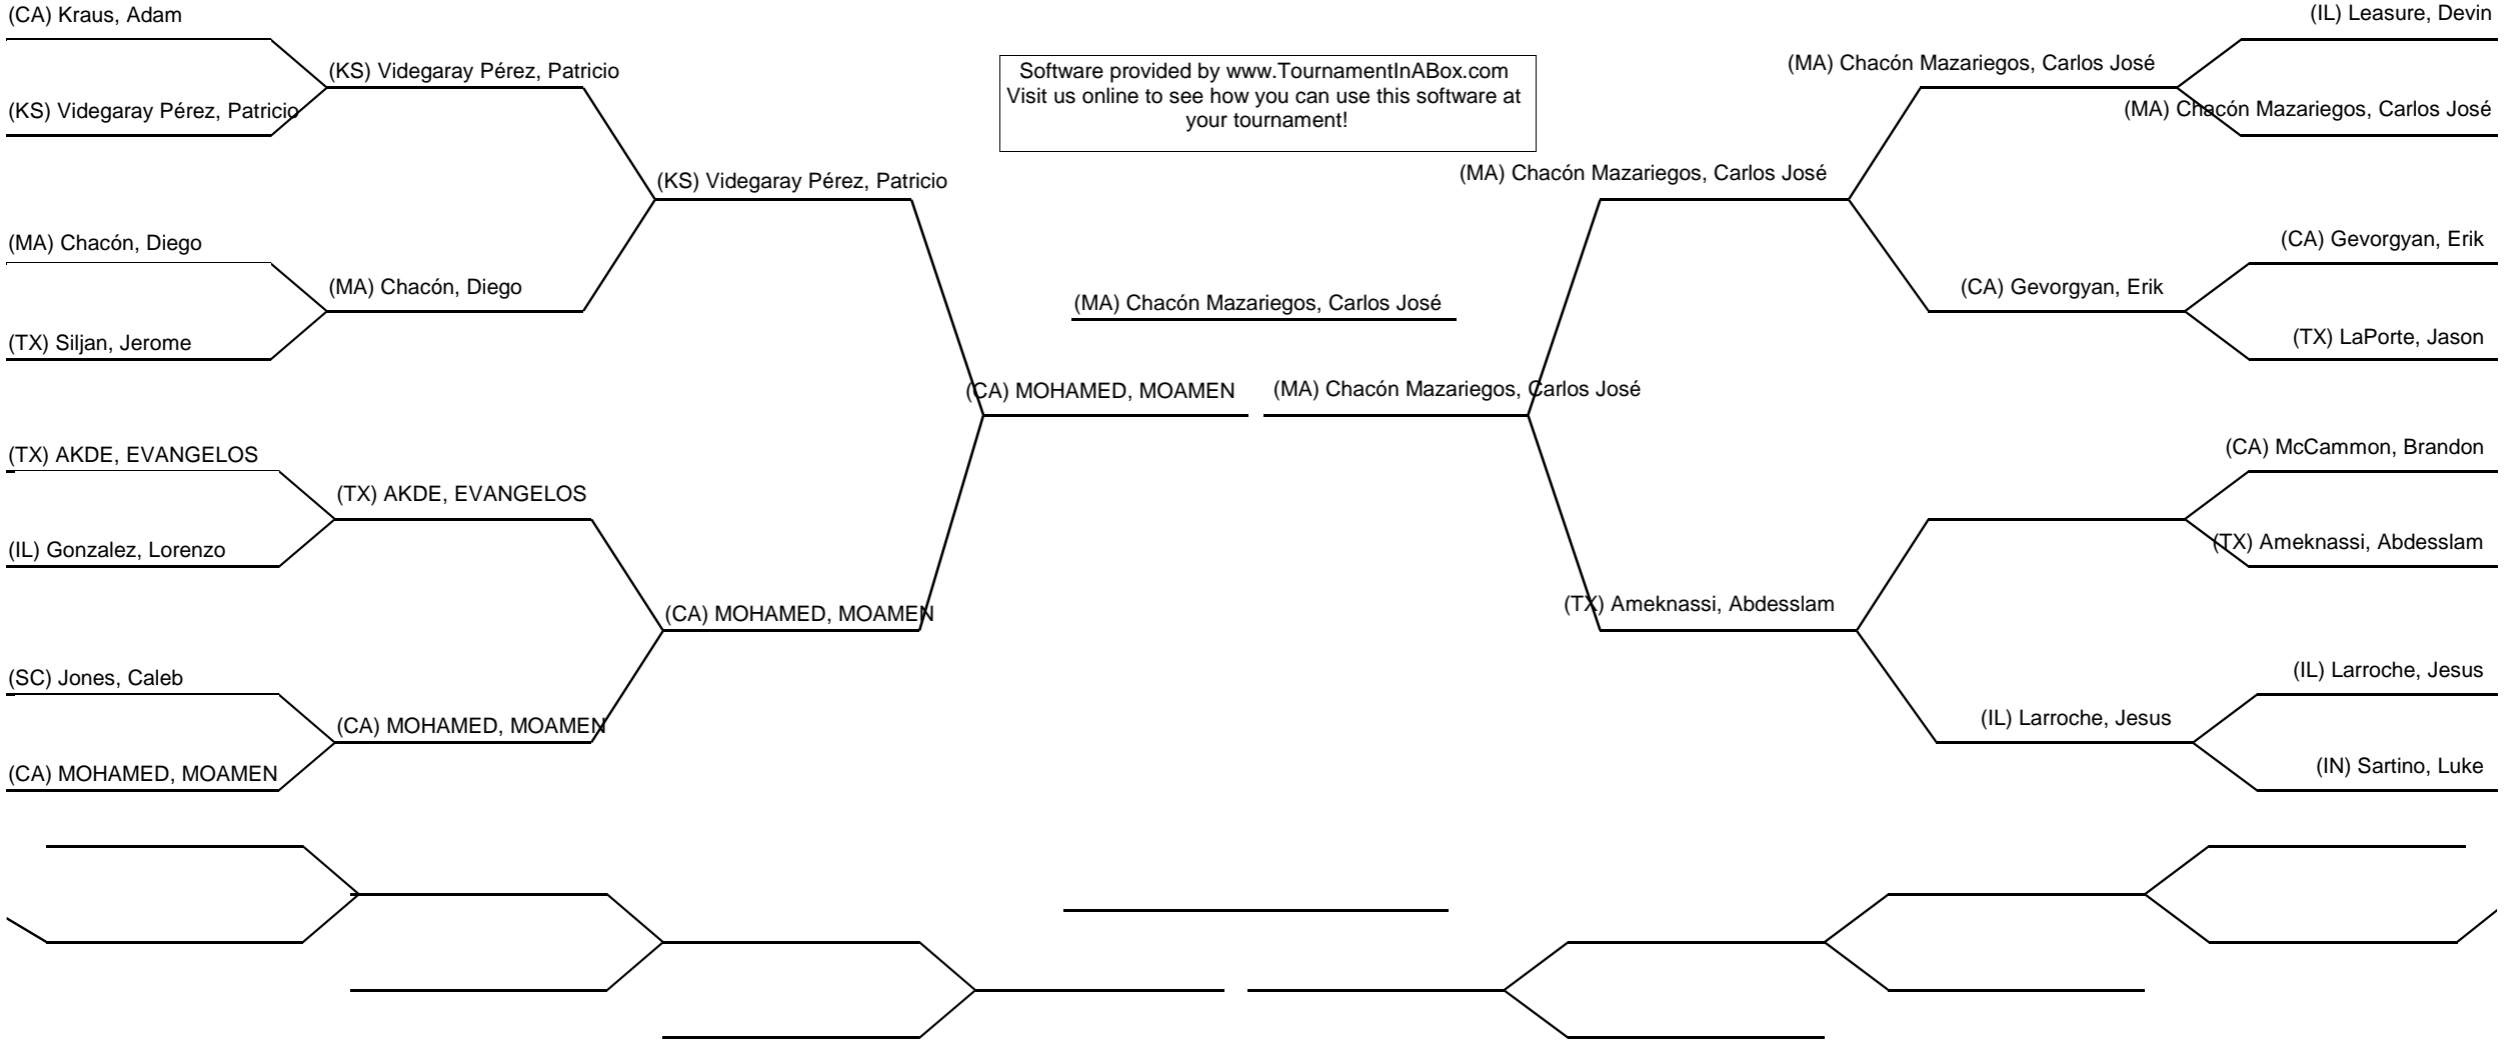 (CA) Kraus, Adam
(KS) Videgaray Pérez, Patricio
(MA) Chacón, Diego
(TX) Siljan, Jerome
(TX) AKDE, EVANGELOS
(IL) Gonzalez, Lorenzo
(SC) Jones, Caleb
(CA) MOHAMED, MOAMEN
(KS) Videgaray Pérez, Patricio
(MA) Chacón, Diego
(TX) AKDE, EVANGELOS
(CA) MOHAMED, MOAMEN
(KS) Videgaray Pérez, Patricio
(CA) MOHAMED, MOAMEN
(CA) MOHAMED, MOAMEN
Software provided by www.TournamentInABox.com
Visit us online to see how you can use this software at
your tournament!
(MA) Chacón Mazariegos, Carlos José
(MA) Chacón Mazariegos, Carlos José
(MA) Chacón Mazariegos, Carlos José
(TX) Ameknassi, Abdesslam
(MA) Chacón Mazariegos, Carlos José
(CA) Gevorgyan, Erik
(IL) Larroche, Jesus
(IL) Leasure, Devin
(MA) Chacón Mazariegos, Carlos José
(CA) Gevorgyan, Erik
(TX) LaPorte, Jason
(CA) McCammon, Brandon
(TX) Ameknassi, Abdesslam
(IL) Larroche, Jesus
(IN) Sartino, Luke